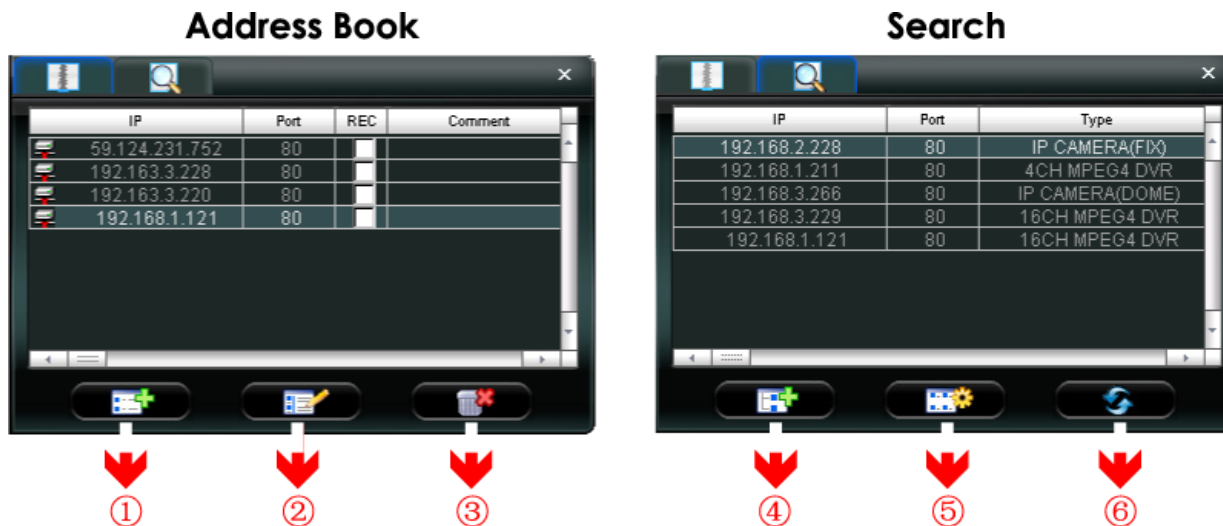 Address Book
IP Port REC Comment
59.124.231.752 80
192.163.3.228 80
192.163.3.220 80
192.168.1.121 80
① ② ③
Search
IP Port Type
192.168.2.228 80 IP CAMERA(FIX)
192.168.1.211 80 4CH MPEG4 DVR
192.168.3.266 80 IP CAMERA(DOME)
192.168.3.229 80 16CH MPEG4 DVR
192.168.1.121 80 16CH MPEG4 DVR
④ ⑤ ⑥